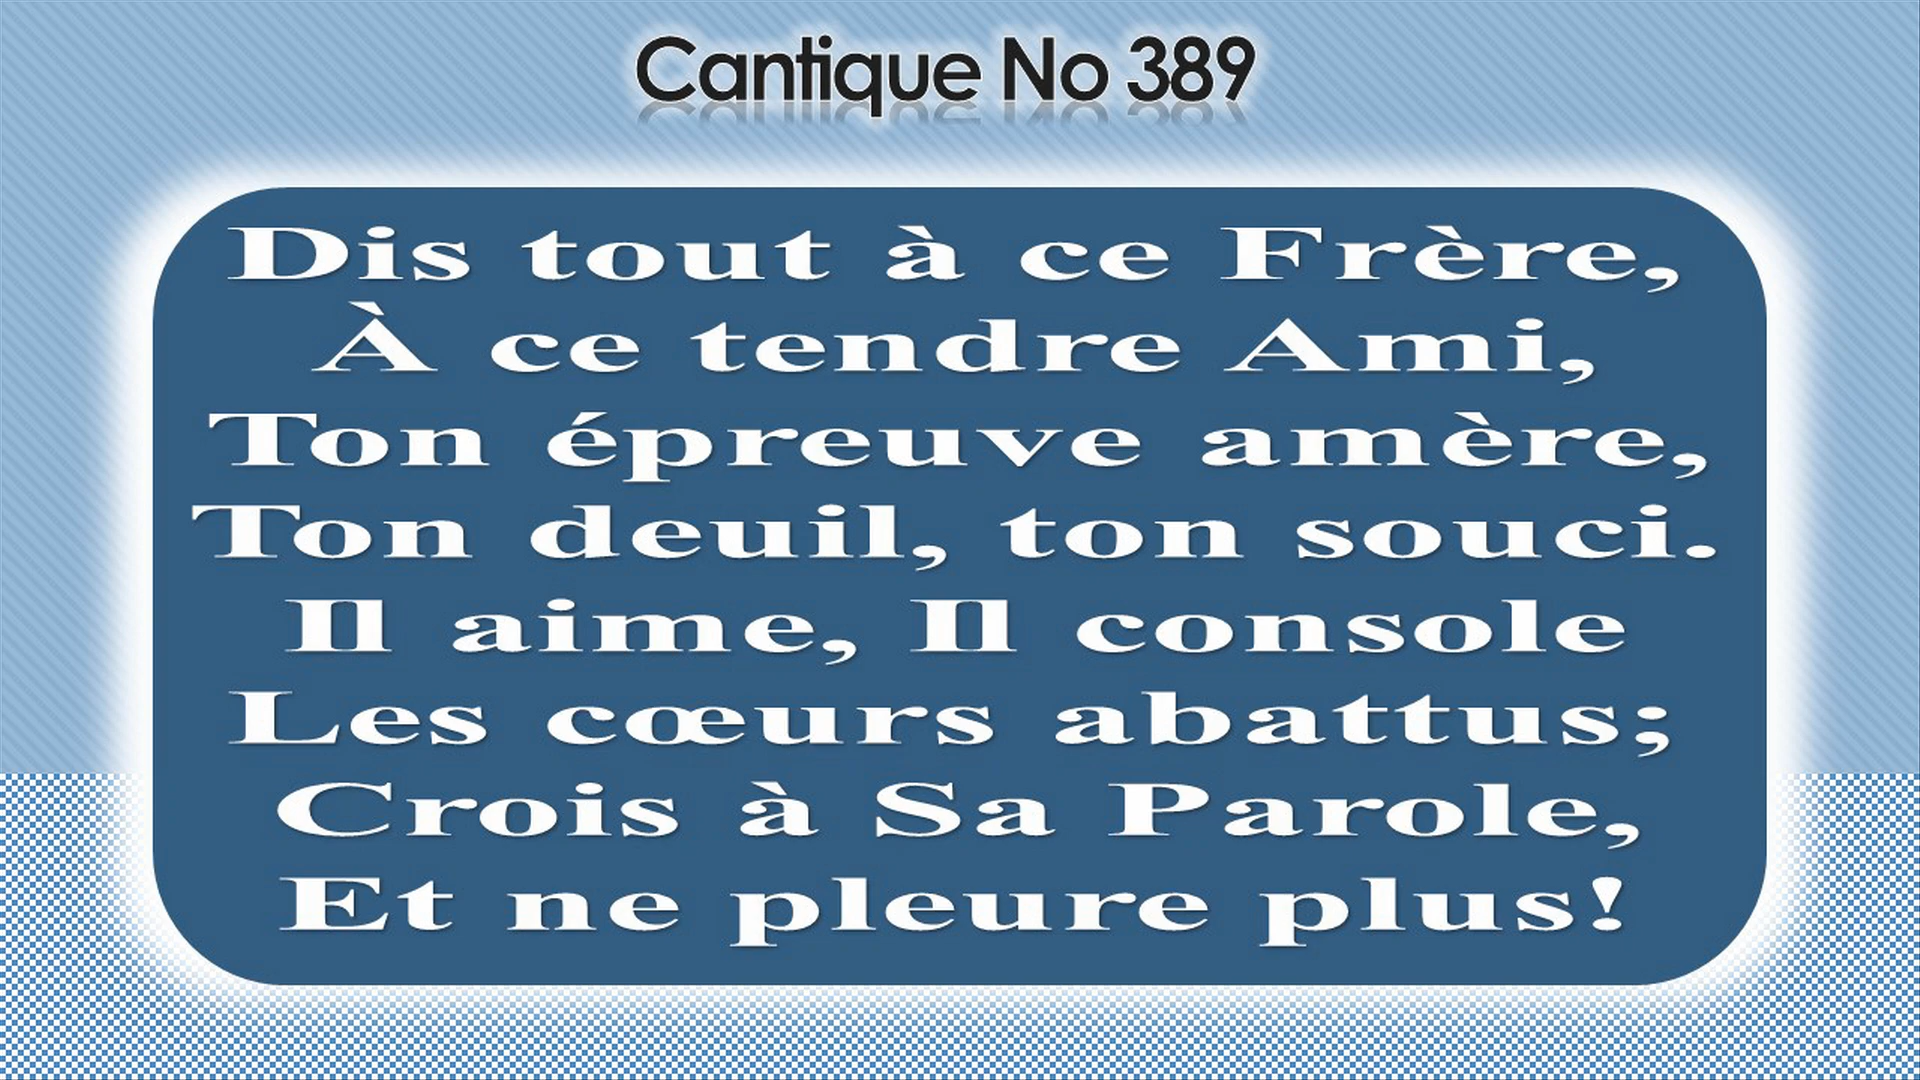 Cantique No 389
Dis tout à ce Frère,
À ce tendre Ami,
Ton épreuve amère,
Ton deuil, ton souci.
Il aime, Il console
Les cœurs abattus;
Crois à Sa Parole,
Et ne pleure plus!